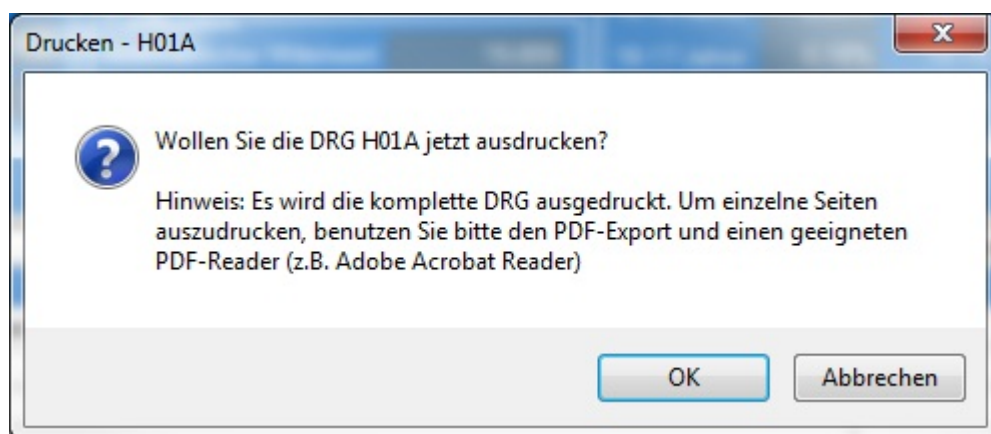 Drucken - H01A
Wollen Sie die DRG H01A jetzt ausdrucken?
Hinweis: Es wird die komplette DRG ausgedruckt. Um einzelne Seiten
auszudrucken, benutzen Sie bitte den PDF-Export und einen geeigneten
PDF-Reader (z.B. Adobe Acrobat Reader)
OK
Abbrechen